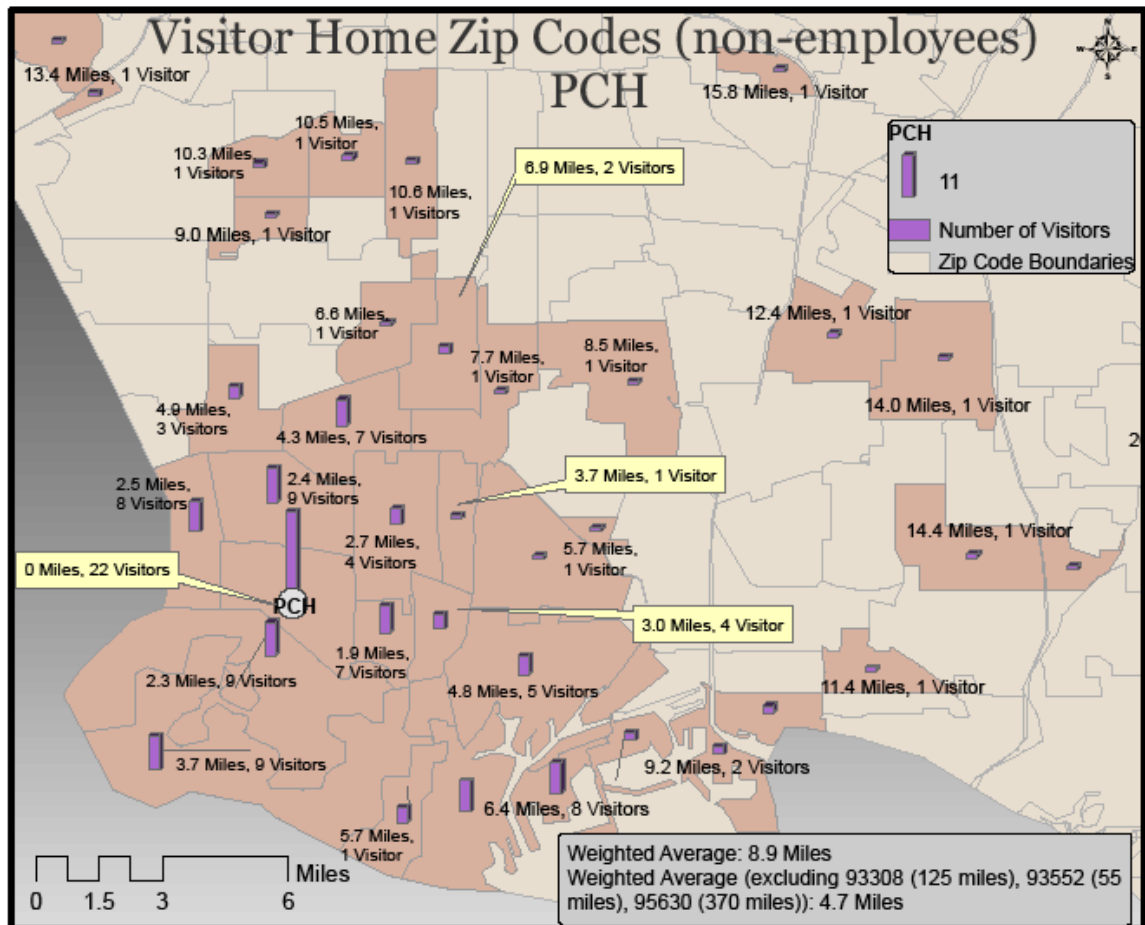 Visitor Home Zip Codes (non-employees)
PCH
13.4 Miles, 1 Visitor
15.8 Miles, 1 Visitor
10.5 Miles,
1 Visitor
10.3 Miles,
1 Visitors
10.6 Miles,
1 Visitors
9.0 Miles, 1 Visitor
6.9 Miles, 2 Visitors
PCH
11
Number of Visitors
Zip Code Boundaries
6.6 Miles,
1 Visitor
12.4 Miles, 1 Visitor
7.7 Miles,
1 Visitor
8.5 Miles,
1 Visitor
14.0 Miles, 1 Visitor
4.9 Miles,
3 Visitors
4.3 Miles, 7 Visitors
2
2.5 Miles,
8 Visitors
2.4 Miles,
9 Visitors
3.7 Miles, 1 Visitor
2.7 Miles,
4 Visitors
5.7 Miles,
1 Visitor
14.4 Miles, 1 Visitor
0 Miles, 22 Visitors
PCH
3.0 Miles, 4 Visitor
1.9 Miles,
7 Visitors
2.3 Miles, 9 Visitors
4.8 Miles, 5 Visitors
11.4 Miles, 1 Visitor
3.7 Miles, 9 Visitors
9.2 Miles, 2 Visitors
6.4 Miles, 8 Visitors
5.7 Miles,
1 Visitor
Miles
0 1.5 3 6
Weighted Average: 8.9 Miles
Weighted Average (excluding 93308 (125 miles), 93552 (55
miles), 95630 (370 miles)): 4.7 Miles